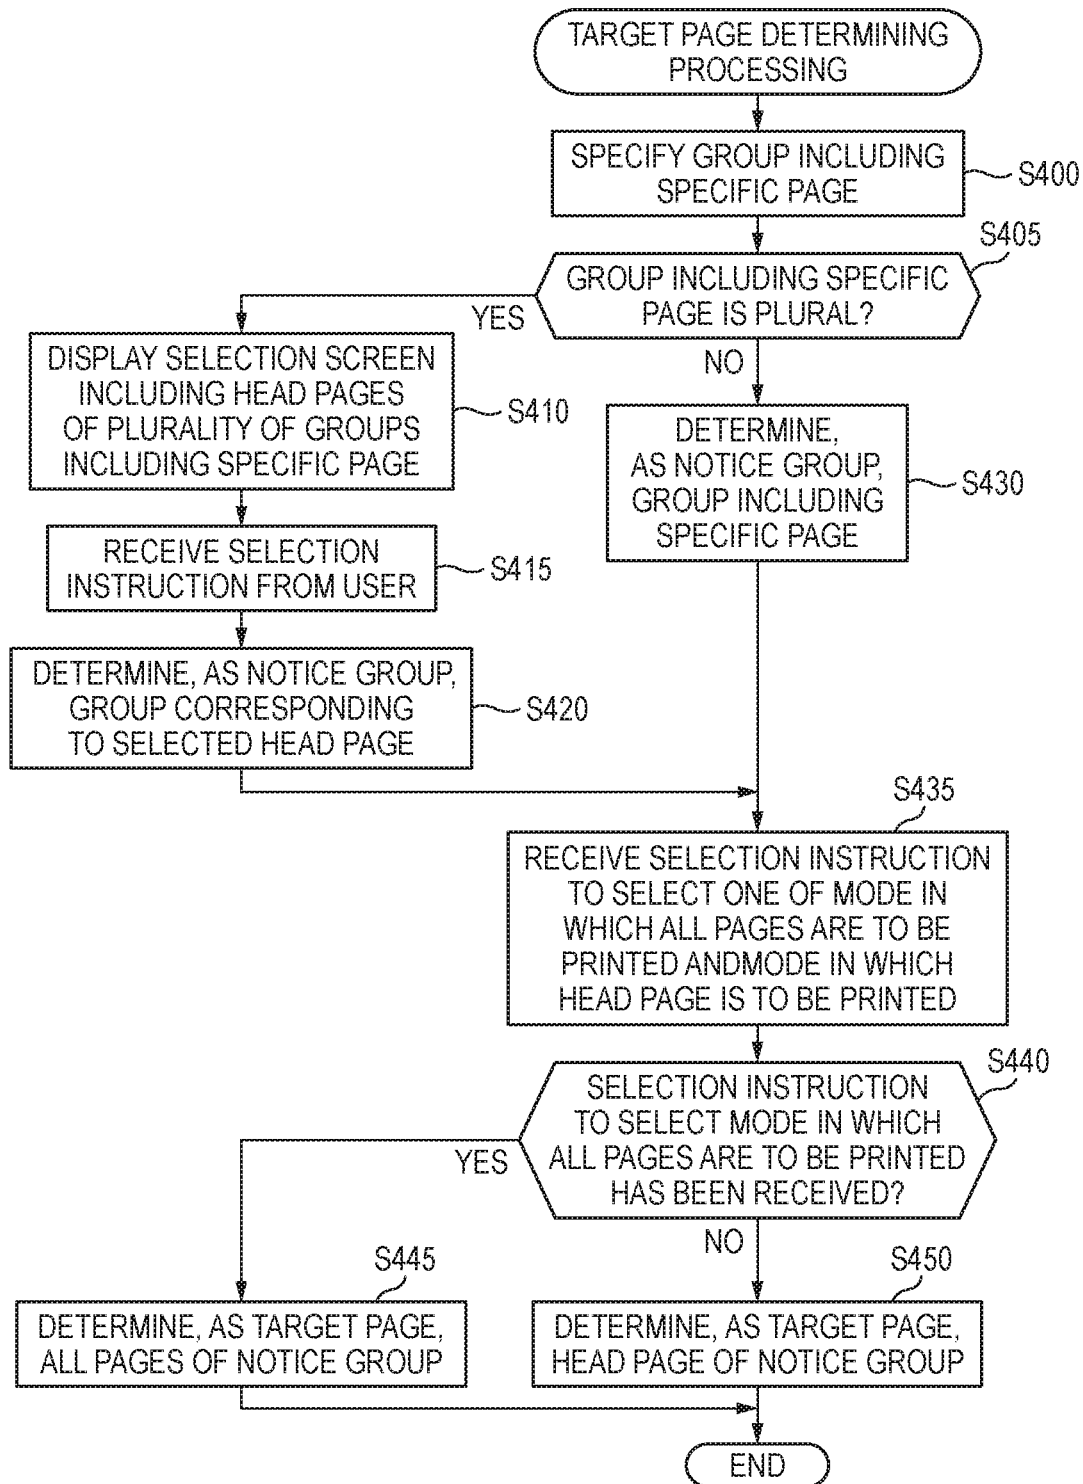 TARGET PAGE DETERMINING
PROCESSING
SPECIFY GROUP INCLUDING
SPECIFIC PAGE
S400
S405
GROUP INCLUDING SPECIFIC
PAGE IS PLURAL?
YES
NO
DISPLAY SELECTION SCREEN
INCLUDING HEAD PAGES
OF PLURALITY OF GROUPS
INCLUDING SPECIFIC PAGE
S410
DETERMINE,
AS NOTICE GROUP,
GROUP INCLUDING
SPECIFIC PAGE
S430
RECEIVE SELECTION
INSTRUCTION FROM USER
S415
DETERMINE, AS NOTICE GROUP,
GROUP CORRESPONDING
TO SELECTED HEAD PAGE
S420
S435
RECEIVE SELECTION INSTRUCTION
TO SELECT ONE OF MODE IN
WHICH ALL PAGES ARE TO BE
PRINTED ANDMODE IN WHICH
HEAD PAGE IS TO BE PRINTED
S440
SELECTION INSTRUCTION
TO SELECT MODE IN WHICH
ALL PAGES ARE TO BE PRINTED
HAS BEEN RECEIVED?
YES
NO
S445
DETERMINE, AS TARGET PAGE,
ALL PAGES OF NOTICE GROUP
S450
DETERMINE, AS TARGET PAGE,
HEAD PAGE OF NOTICE GROUP
END